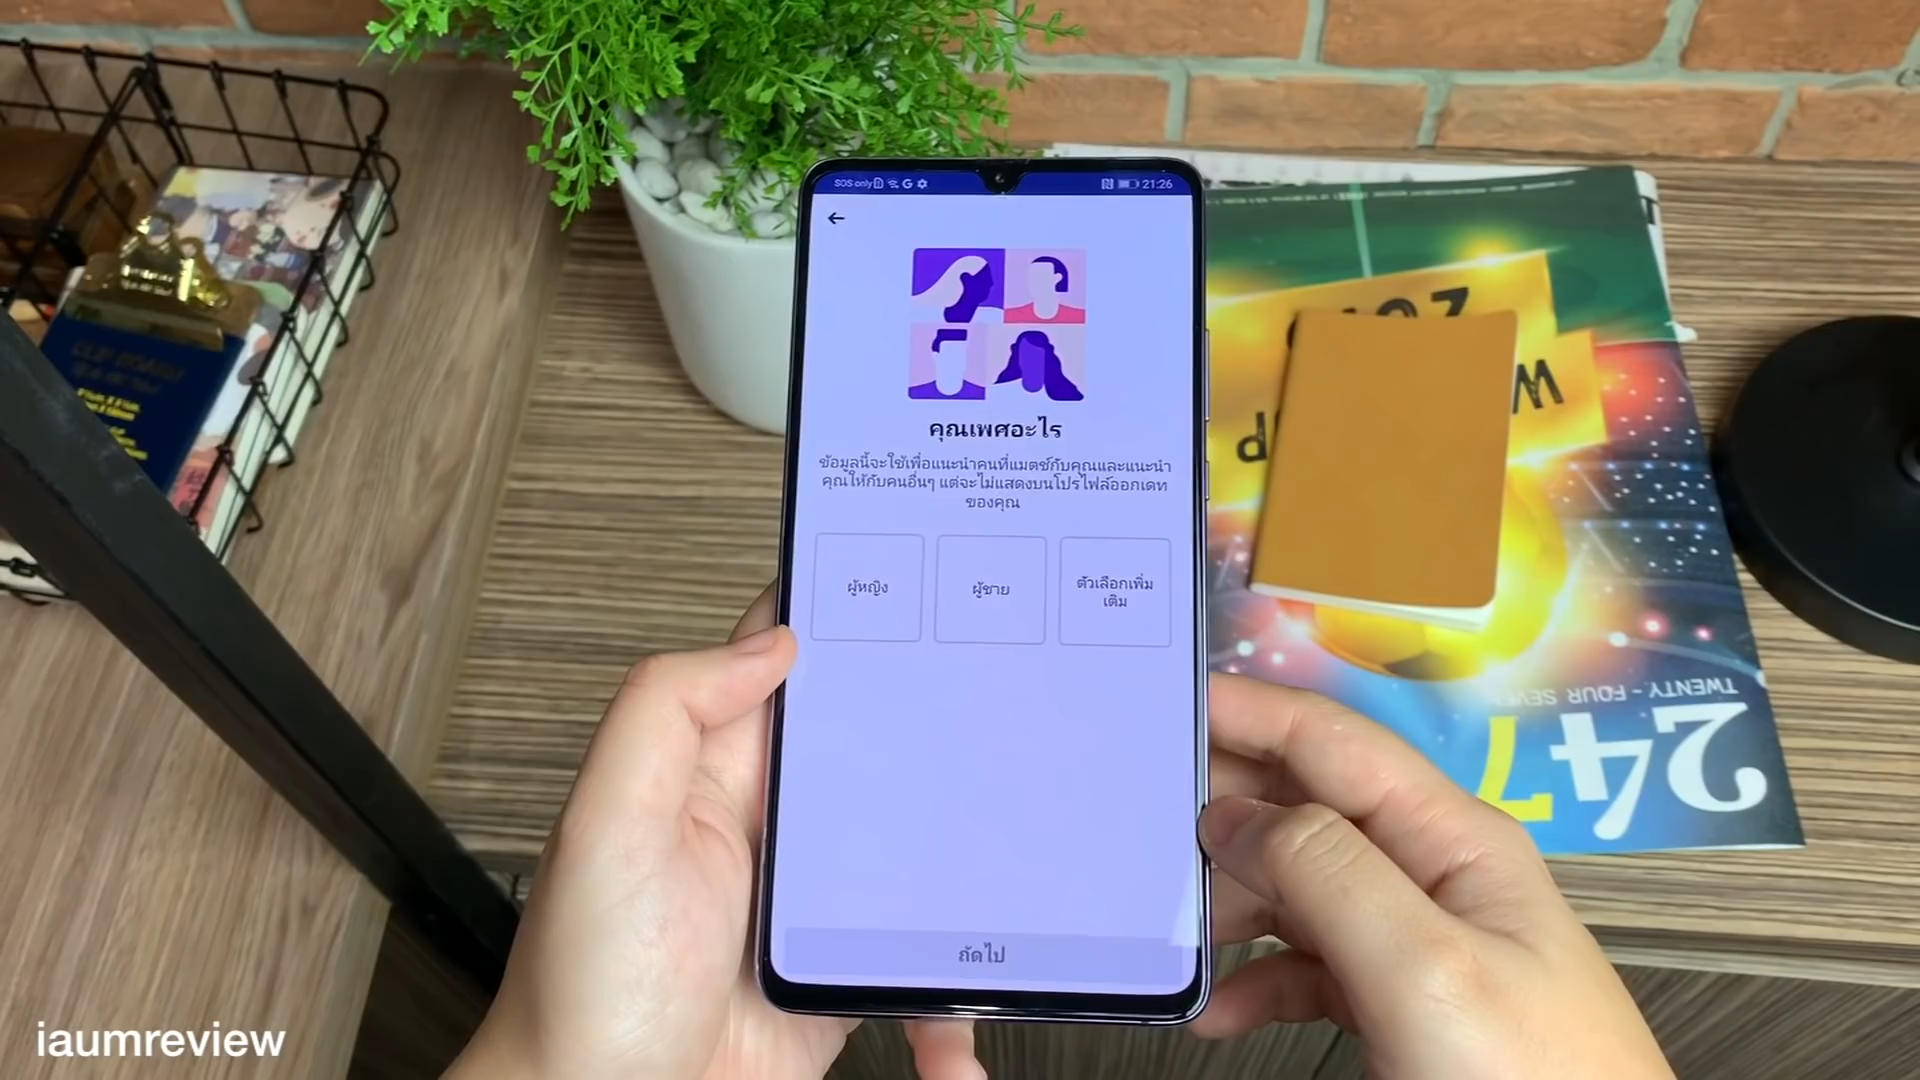 SOS only
21:26
คุณเพศอะไร
ข้อมูลนี้จะใช้เพื่อแนะนำคนที่แมตช์กับคุณและแนะนำ
คุณให้กับคนอื่นๆ แต่จะไม่แสดงบนโปรไฟล์ออกเดท
ของคุณ
ผู้หญิง
ผู้ชาย
ตัวเลือกเพิ่ม
เติม
ถัดไป
CLIP BOARD
TWENTY-FOUR SEVEN
247
iaumreview